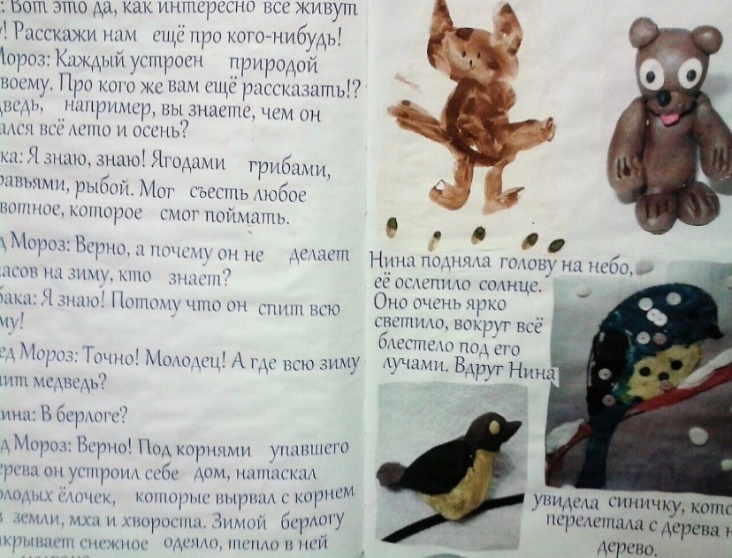 : Вот это да, как интересно все живут
! Расскажи нам ещё про кого-нибудь!
Мороз: Каждый устроен природой
своему. Про кого же вам ещё рассказать!?
дведь, например, вы знаете, чем он
ался всё лето и осень?
ка: Я знаю, знаю! Ягодами грибами,
равьями, рыбой. Мог съесть любое
вотное, которое смог поймать.
д Мороз: Верно, а почему он не делает
асов на зиму, кто знает?
бака: Я знаю! Потому что он спит всю
му!
ед Мороз: Точно! Молодец! А где всю зиму
пит медведь?
ина: В берлоге?
д Мороз: Верно! Под корнями упавшего
ерева он устроил себе дом, натаскал
олодых ёлочек, которые вырвал с корнем
з земли, мха и хвороста. Зимой берлогу
акрывает снежное одеяло, тепло в ней
Нина подняла голову на небо,
её ослепило солнце.
Оно очень ярко
светило, вокруг всё
блестело под его
лучами. Вдруг Нина
увидела синичку, кото
перелетала с дерева н
дерево.